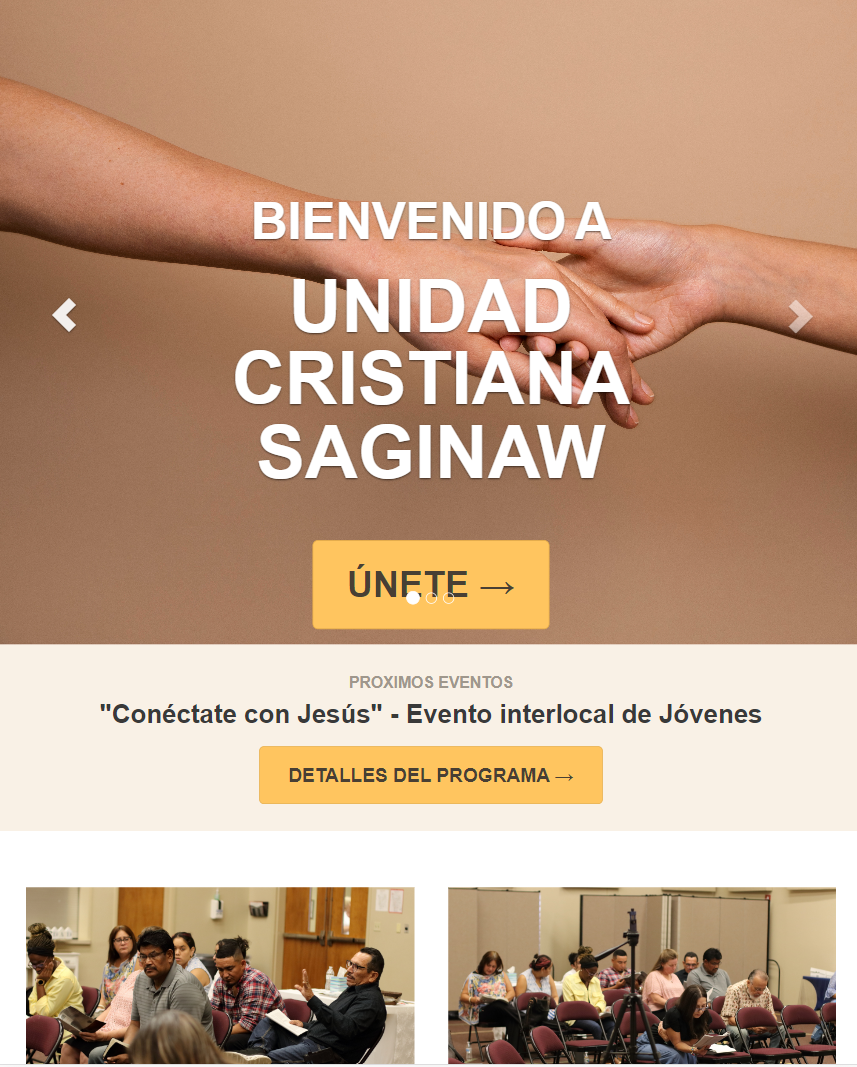 BIENVENIDO A
UNIDAD
CRISTIANA
SAGINAW
ÚNETE →
PROXIMOS EVENTOS
"Conéctate con Jesús" - Evento interlocal de Jóvenes
DETALLES DEL PROGRAMA →